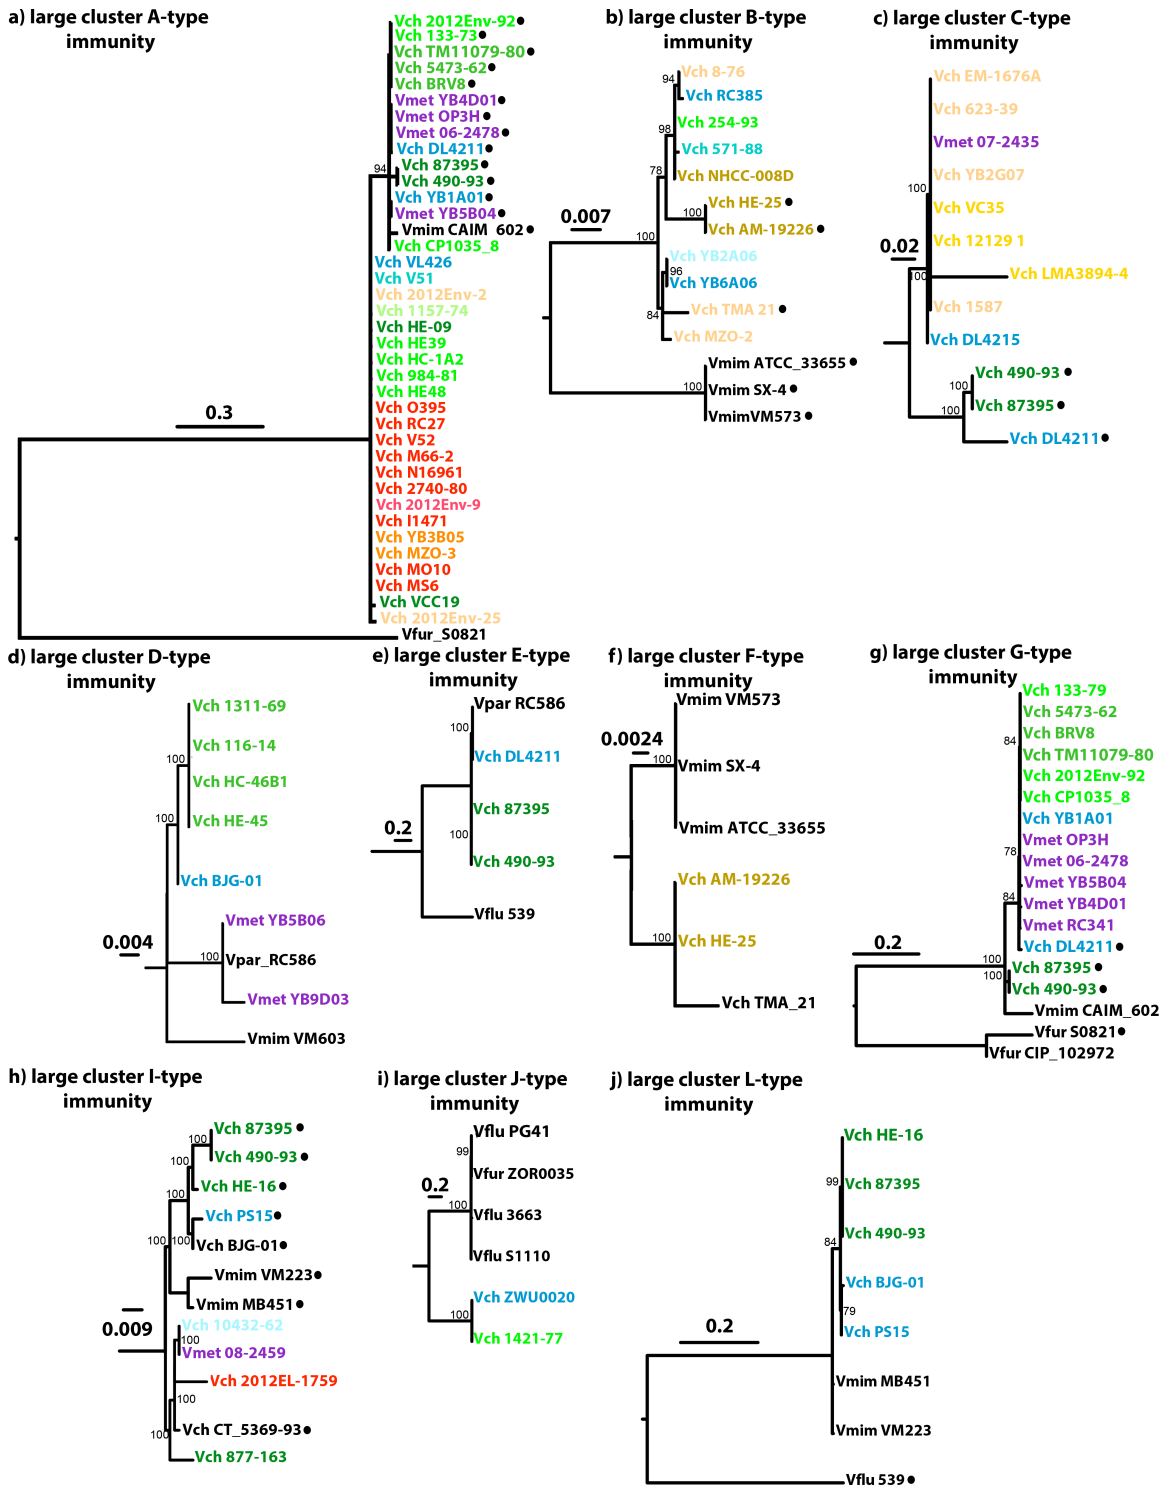 a) large cluster A-type
immunity
Vch 2012Env-92●
Vch 133-73●
Vch TM11079-80●
Vch 5473-62●
Vch BRV8●
Vmet YB4D01●
Vmet OP3H●
Vmet 06-2478●
Vch DL4211●
Vch 87395●
94
Vch 490-93●
Vch YB1A01●
Vmet YB5B04●
Vmim CAIM_602●
Vch CP1035_8
Vch VL426
Vch V51
Vch 2012Env-2
Vch 1157-74
Vch HE-09
Vch HE39
Vch HC-1A2
Vch 984-81
Vch HE48
Vch O395
0.3
Vch RC27
Vch V52
Vch M66-2
Vch N16961
Vch 2740-80
Vch 2012Env-9
Vch I1471
Vch YB3B05
Vch MZO-3
Vch MO10
Vch MS6
Vch VCC19
Vch 2012Env-25
Vfur_S0821
b) large cluster B-type
immunity
Vch 8-76
94
Vch RC385
Vch 254-93
98
Vch 571-88
78
Vch NHCC-008D
Vch HE-25●
100
0.007
Vch AM-19226●
100
Vch YB2A06
96
Vch YB6A06
Vch TMA 21●
84
Vch MZO-2
Vmim ATCC_33655●
100
Vmim SX-4●
VmimVM573●
c) large cluster C-type
immunity
Vch EM-1676A
Vch 623-39
Vmet 07-2435
Vch YB2G07
100
Vch VC35
Vch 12129 1
0.02
Vch LMA3894-4
100
Vch 1587
Vch DL4215
Vch 490-93●
100
Vch 87395●
100
Vch DL4211●
d) large cluster D-type
immunity
Vch 1311-69
Vch 116-14
100
Vch HC-46B1
Vch HE-45
100
Vch BJG-01
Vmet YB5B06
0.004
100
Vpar_RC586
Vmet YB9D03
Vmim VM603
e) large cluster E-type
immunity
Vpar RC586
100
Vch DL4211
Vch 87395
0.2
100
Vch 490-93
Vflu 539
f) large cluster F-type
immunity
Vmim VM573
0.0024
100
Vmim SX-4
Vmim ATCC_33655
Vch AM-19226
100
Vch HE-25
Vch TMA_21
g) large cluster G-type
immunity
Vch 133-79
Vch 5473-62
Vch BRV8
84
Vch TM11079-80
Vch 2012Env-92
Vch CP1035_8
Vch YB1A01
Vmet OP3H
78
Vmet 06-2478
Vmet YB5B04
84
Vmet YB4D01
Vmet RC341
0.2
Vch DL4211●
100
Vch 87395●
100
Vch 490-93●
Vmim CAIM_602
Vfur S0821●
Vfur CIP_102972
h) large cluster I-type
immunity
Vch 87395●
100
Vch 490-93●
100
Vch HE-16●
100
Vch PS15●
100
100
Vch BJG-01●
Vmim VM223●
Vmim MB451●
0.009
Vch 10432-62
100
Vmet 08-2459
Vch 2012EL-1759
100
Vch CT_5369-93●
100
Vch 877-163
i) large cluster J-type
immunity
Vflu PG41
99
Vfur ZOR0035
0.2
100
Vflu 3663
Vflu S1110
Vch ZWU0020
100
Vch 1421-77
j) large cluster L-type
immunity
Vch HE-16
99
Vch 87395
Vch 490-93
84
Vch BJG-01
79
0.2
Vch PS15
Vmim MB451
Vmim VM223
Vflu 539●